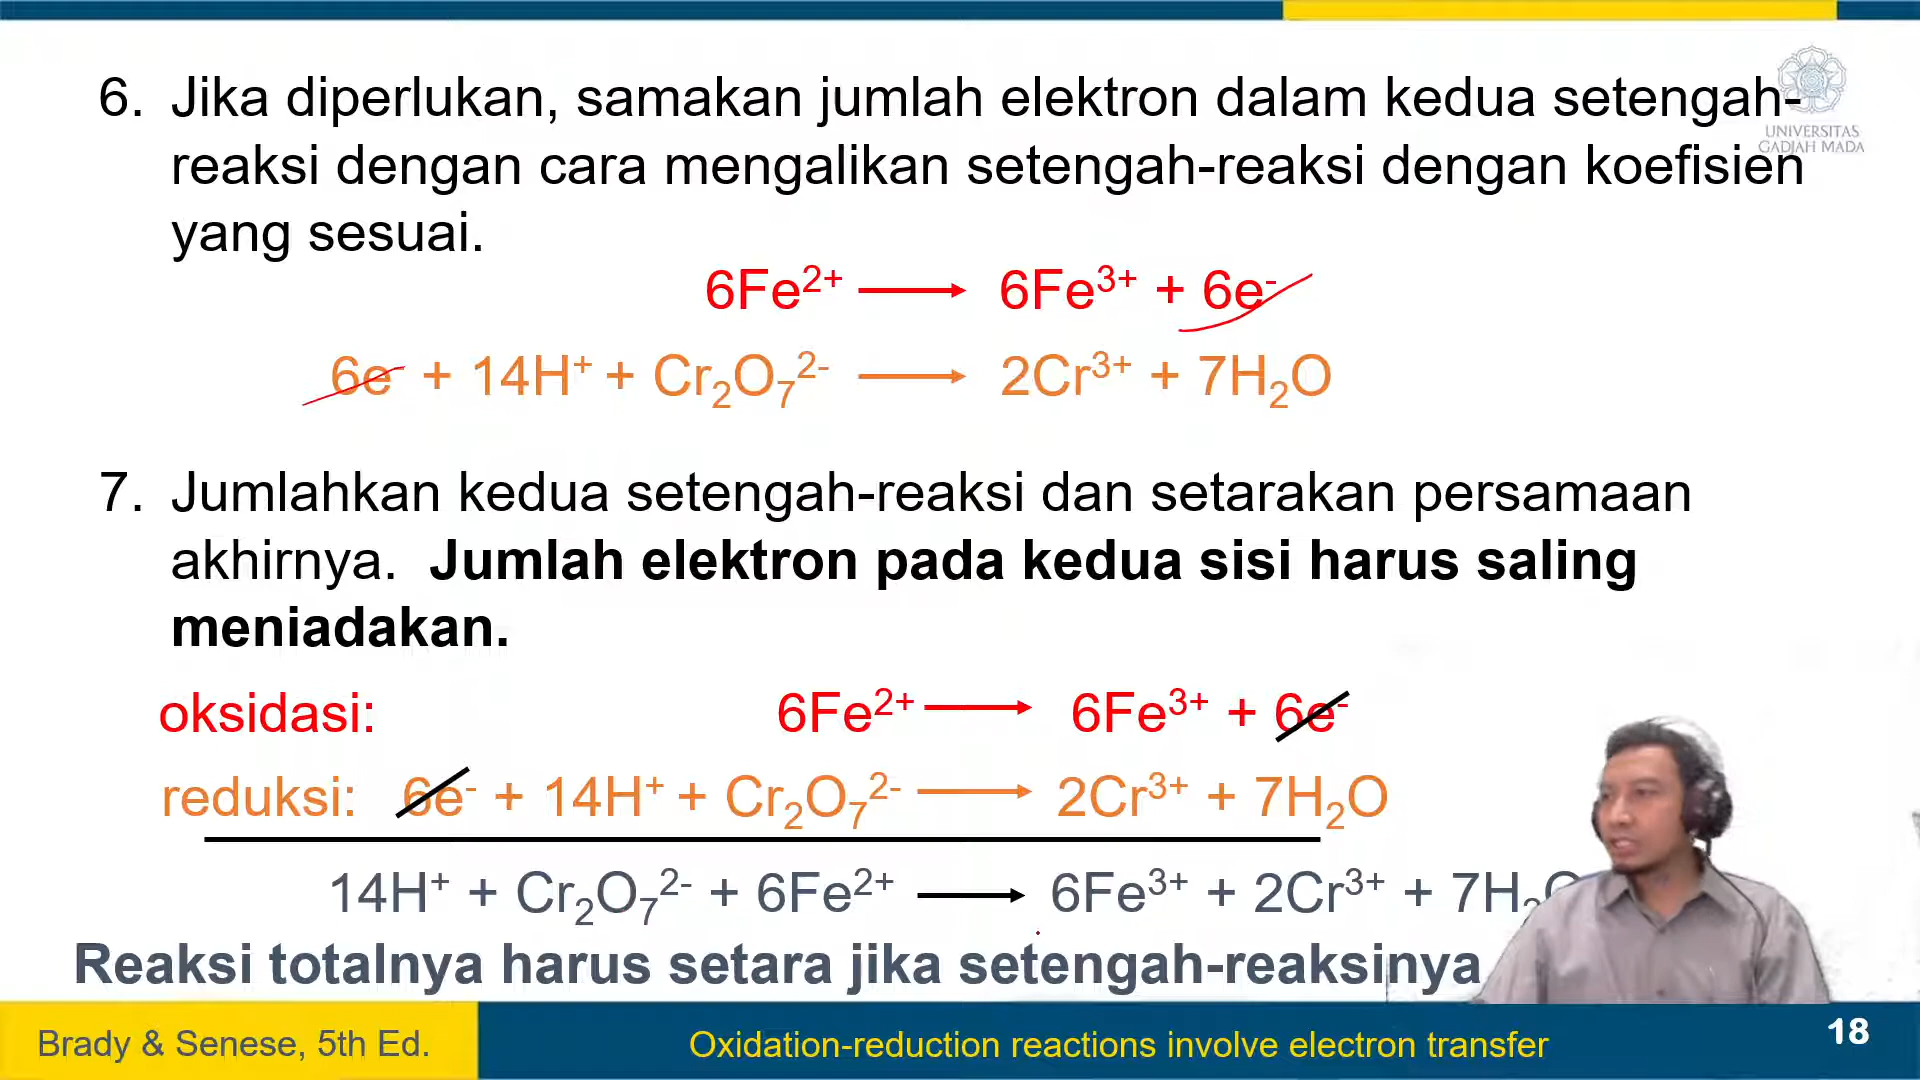 UNIVERSITAS
GADJAH MADA
6. Jika diperlukan, samakan jumlah elektron dalam kedua setengah-
reaksi dengan cara mengalikan setengah-reaksi dengan koefisien
yang sesuai.
6Fe²⁺ → 6Fe³⁺ + 6e⁻
6e⁻ + 14H⁺ + Cr₂O₇²⁻ → 2Cr³⁺ + 7H₂O
7. Jumlahkan kedua setengah-reaksi dan setarakan persamaan
akhirnya. Jumlah elektron pada kedua sisi harus saling
meniadakan.
oksidasi: 6Fe²⁺ → 6Fe³⁺ + 6e⁻
reduksi: 6e⁻ + 14H⁺ + Cr₂O₇²⁻ → 2Cr³⁺ + 7H₂O
14H⁺ + Cr₂O₇²⁻ + 6Fe²⁺ → 6Fe³⁺ + 2Cr³⁺ + 7H₂O
Reaksi totalnya harus setara jika setengah-reaksinya
Brady & Senese, 5th Ed.
Oxidation-reduction reactions involve electron transfer
18